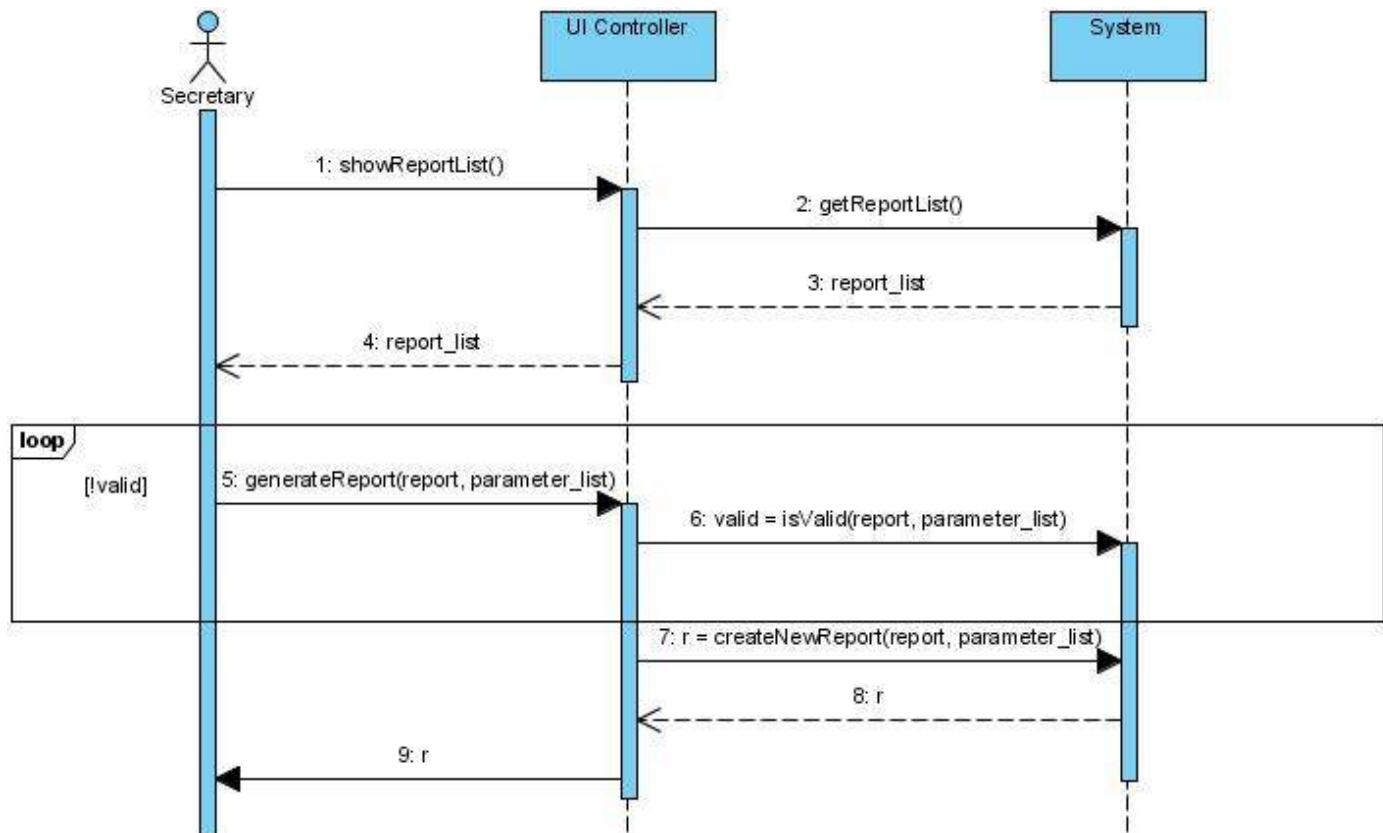 UI Controller
System
Secretary
1: showReportList()
2: getReportList()
3: report_list
4: report_list
loop
[!valid]
5: generateReport(report, parameter_list)
6: valid = isValid(report, parameter_list)
7: r = createNewReport(report, parameter_list)
8: r
9: r